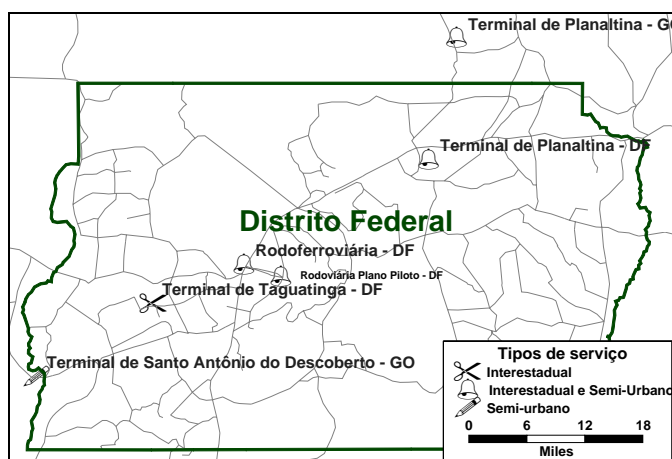 Terminal de Planaltina - GO
Terminal de Planaltina - DF
Distrito Federal
Rodoferroviária - DF
Rodoviária Plano Piloto - DF
Terminal de Taguatinga - DF
Terminal de Santo Antônio do Descoberto - GO
Tipos de serviço
Interestadual
Interestadual e Semi-Urbano
Semi-urbano
0 6 12 18
Miles